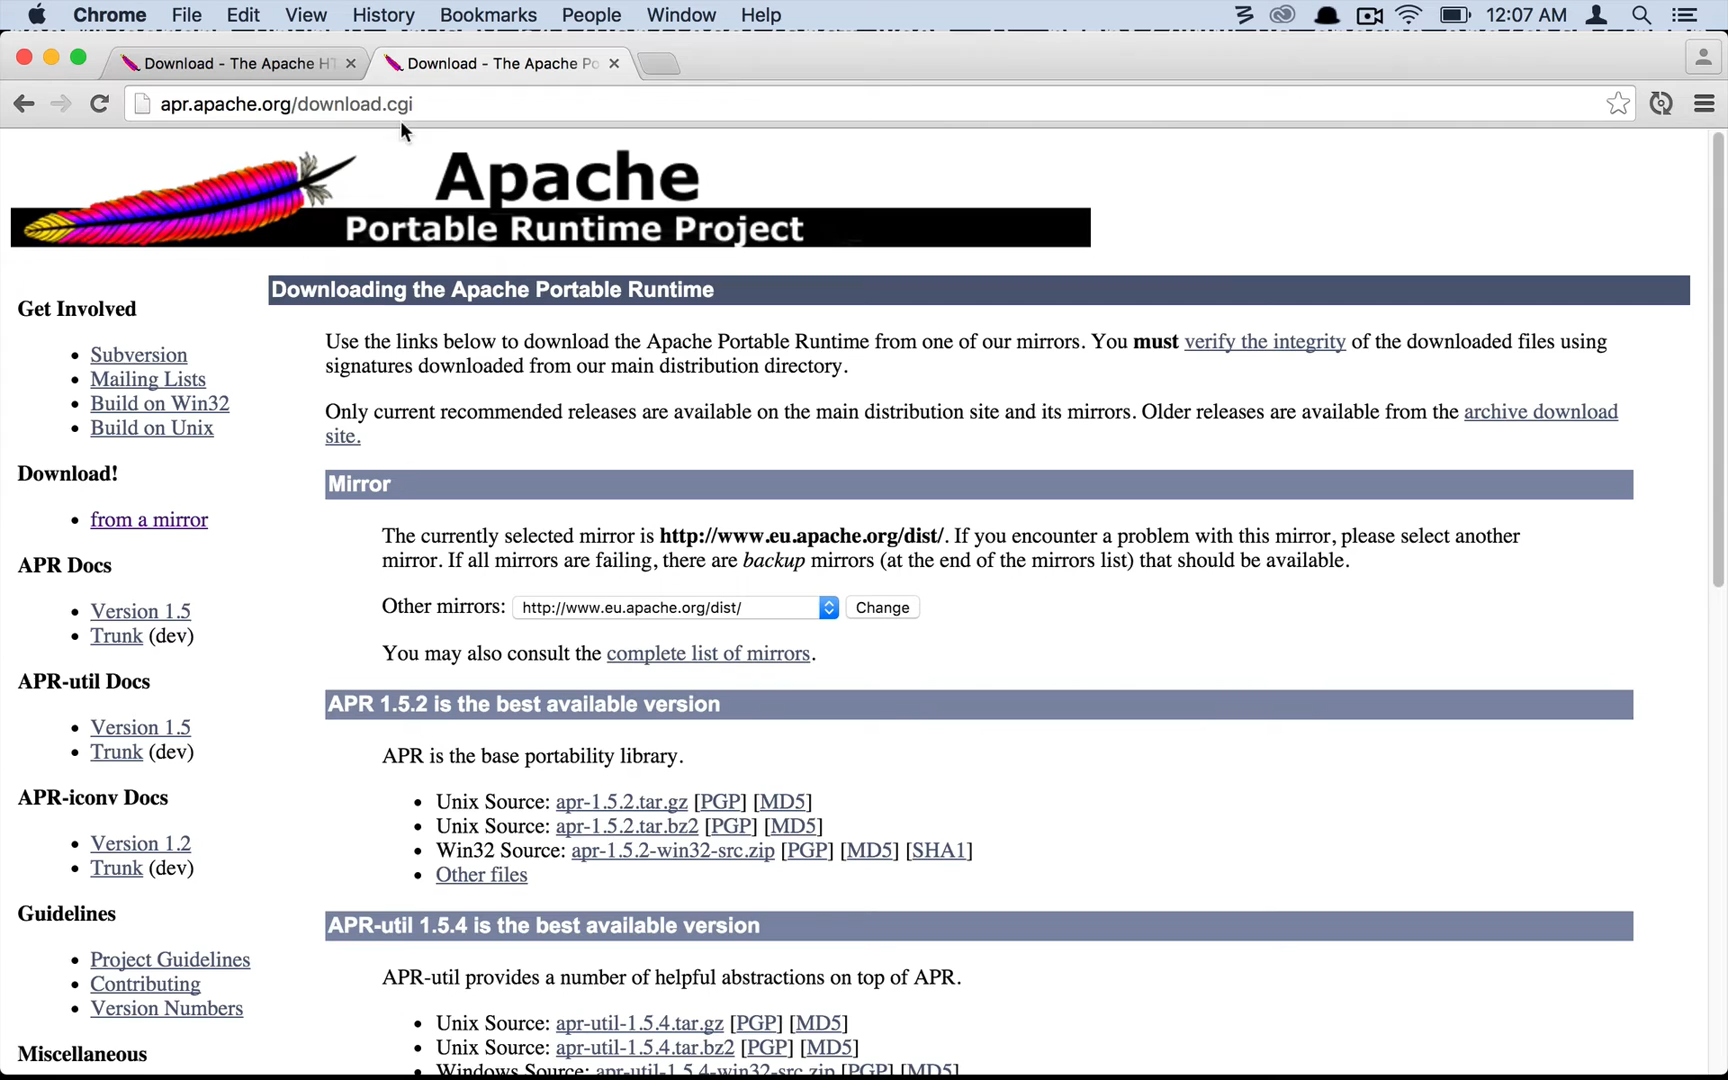 Chrome File Edit View History Bookmarks People Window Help 12:07 AM
Download - The Apache HT Download - The Apache Po
apr.apache.org/download.cgi
Apache
Portable Runtime Project
Downloading the Apache Portable Runtime
Use the links below to download the Apache Portable Runtime from one of our mirrors. You must verify the integrity of the downloaded files using
signatures downloaded from our main distribution directory.
Only current recommended releases are available on the main distribution site and its mirrors. Older releases are available from the archive download
site.
Mirror
The currently selected mirror is http://www.eu.apache.org/dist/. If you encounter a problem with this mirror, please select another
mirror. If all mirrors are failing, there are backup mirrors (at the end of the mirrors list) that should be available.
Other mirrors: http://www.eu.apache.org/dist/ Change
You may also consult the complete list of mirrors.
APR 1.5.2 is the best available version
APR is the base portability library.
• Unix Source: apr-1.5.2.tar.gz [PGP] [MD5]
• Unix Source: apr-1.5.2.tar.bz2 [PGP] [MD5]
• Win32 Source: apr-1.5.2-win32-src.zip [PGP] [MD5] [SHA1]
• Other files
APR-util 1.5.4 is the best available version
APR-util provides a number of helpful abstractions on top of APR.
• Unix Source: apr-util-1.5.4.tar.gz [PGP] [MD5]
• Unix Source: apr-util-1.5.4.tar.bz2 [PGP] [MD5]
Windows Source: apr-util-1.5.4-win32-src.zip [PGP] [MD5]
Get Involved
• Subversion
• Mailing Lists
• Build on Win32
• Build on Unix
Download!
• from a mirror
APR Docs
• Version 1.5
• Trunk (dev)
APR-util Docs
• Version 1.5
• Trunk (dev)
APR-iconv Docs
• Version 1.2
• Trunk (dev)
Guidelines
• Project Guidelines
• Contributing
• Version Numbers
Miscellaneous